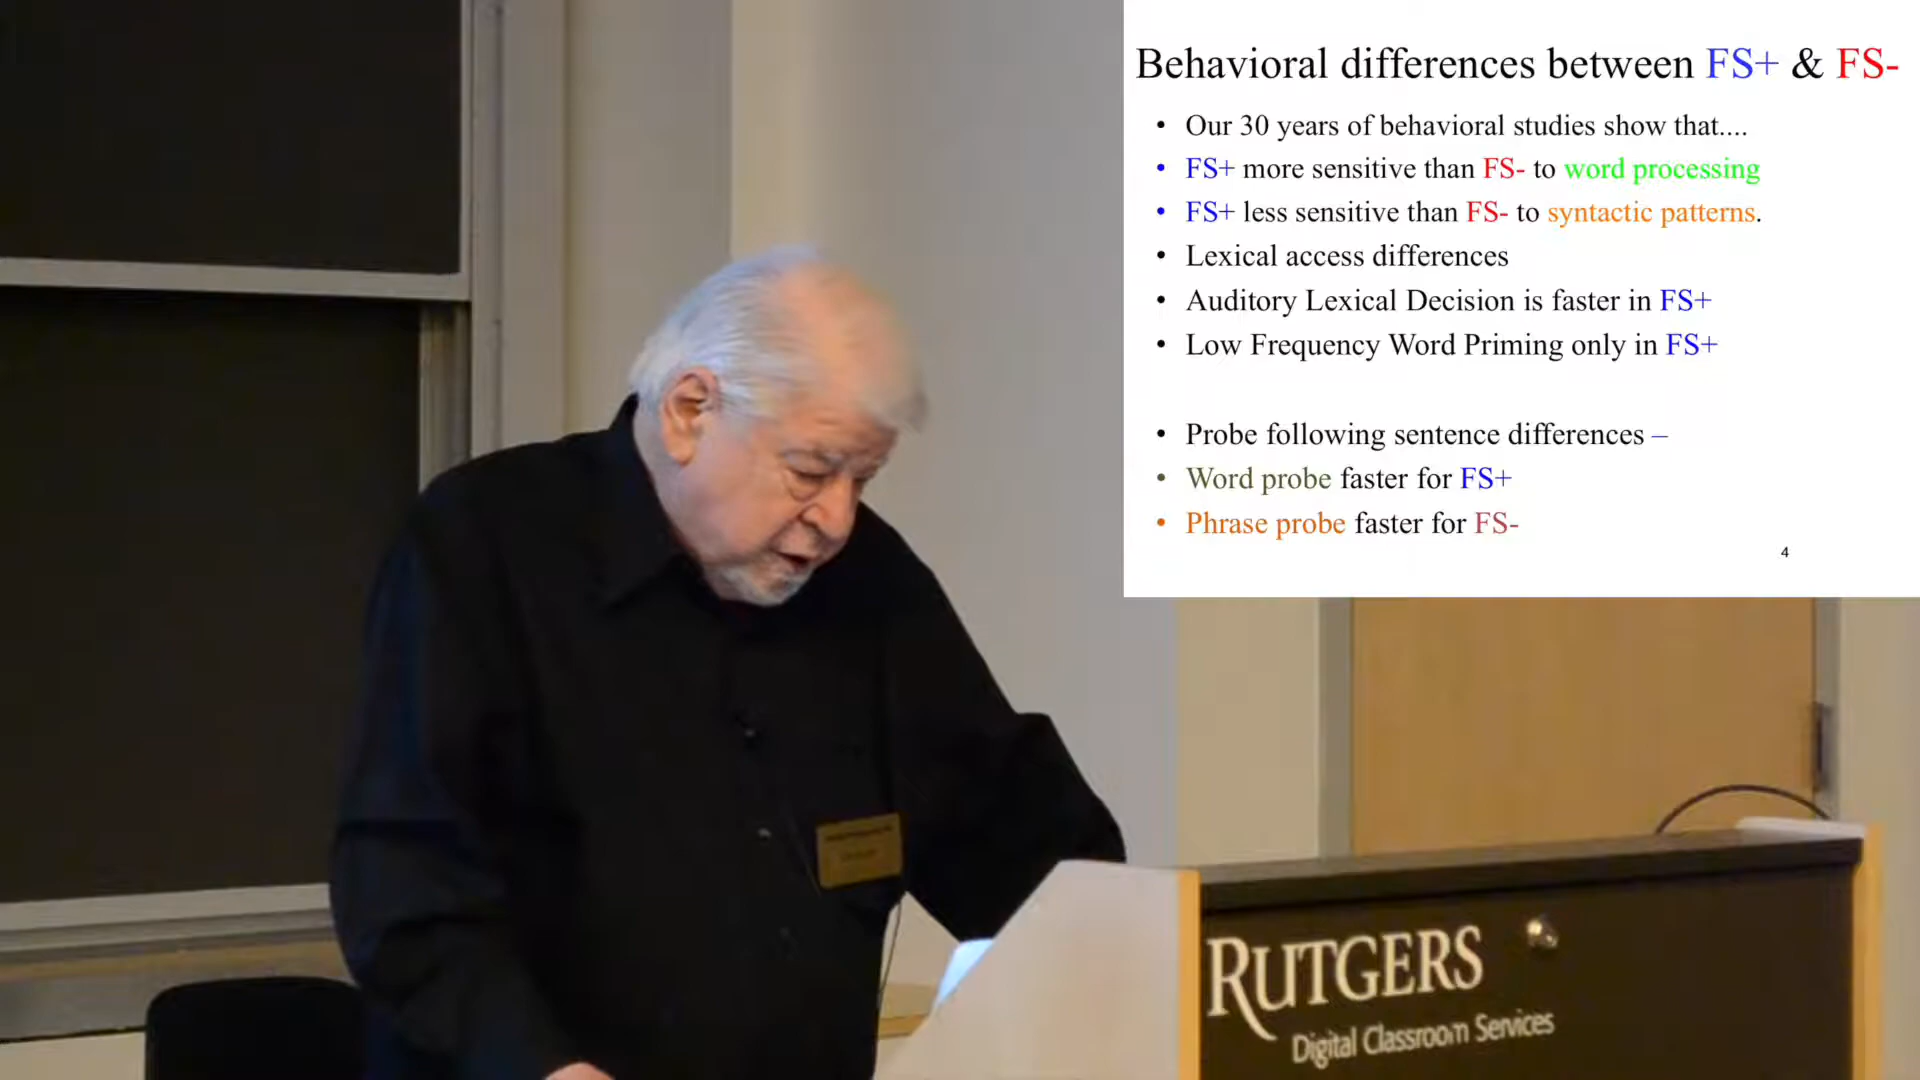 Behavioral differences between FS+ & FS-
• Our 30 years of behavioral studies show that....
• FS+ more sensitive than FS- to word processing
• FS+ less sensitive than FS- to syntactic patterns.
• Lexical access differences
• Auditory Lexical Decision is faster in FS+
• Low Frequency Word Priming only in FS+
• Probe following sentence differences –
• Word probe faster for FS+
• Phrase probe faster for FS-
4
RUTGERS
Digital Classroom Services